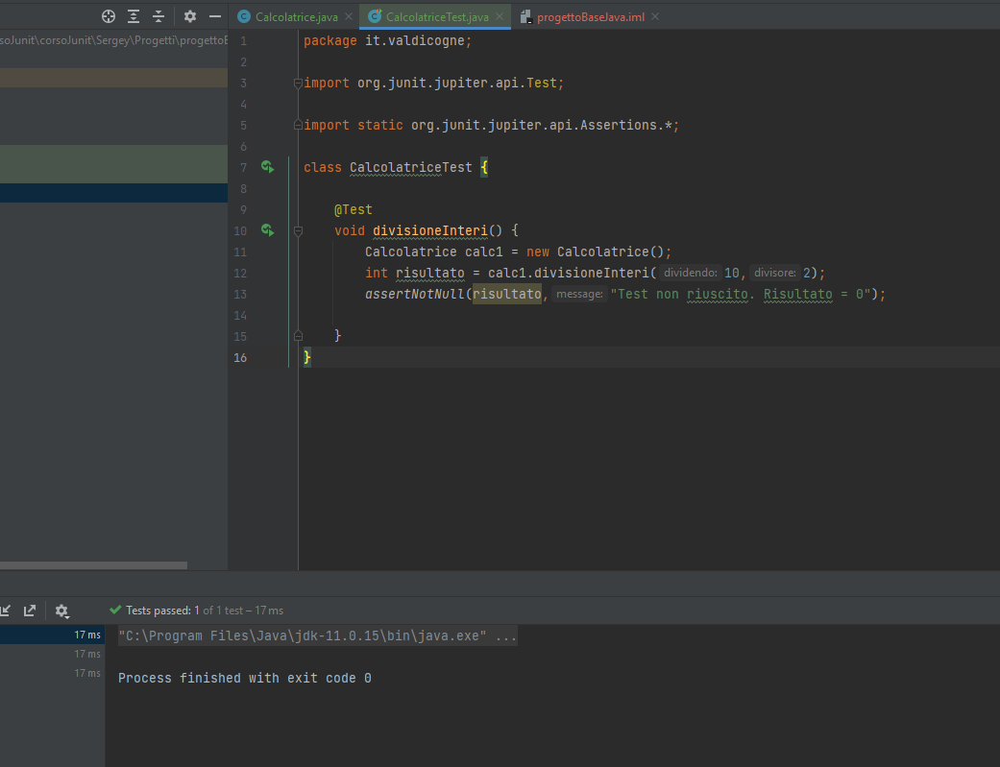 Calcolatrice.java
CalcolatriceTest.java
progettoBaseJava.iml
soJunit\corsoJunit\Sergey\Progetti\progettoB
1 package it.valdicogne;
2
3 import org.junit.jupiter.api.Test;
4
5 import static org.junit.jupiter.api.Assertions.*;
6
7 class CalcolatriceTest {
8
9 @Test
10 void divisioneInteri() {
11 Calcolatrice calc1 = new Calcolatrice();
12 int risultato = calc1.divisioneInteri( dividendo: 10, divisore: 2);
13 assertNotNull(risultato, message: "Test non riuscito. Risultato = 0");
14
15 }
16 }
Tests passed: 1 of 1 test – 17 ms
17 ms
17 ms
17 ms
"C:\Program Files\Java\jdk-11.0.15\bin\java.exe" ...
Process finished with exit code 0